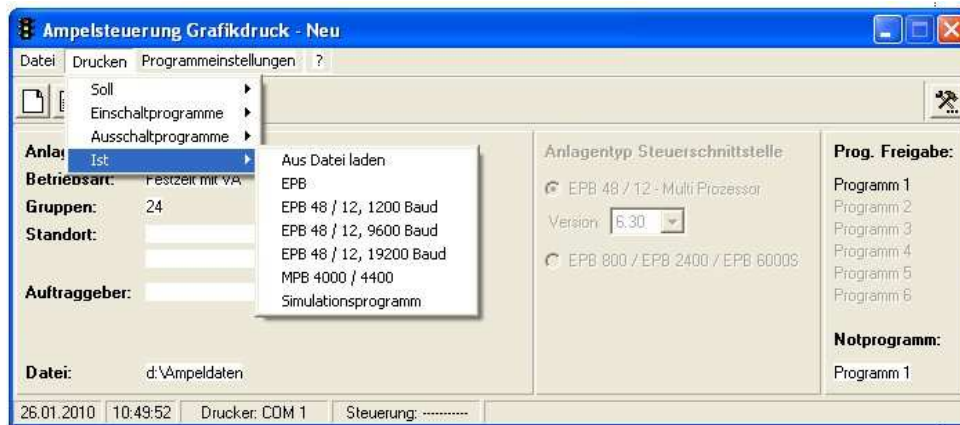 Ampelsteuerung Grafikdruck - Neu
Datei Drucken Programmeinstellungen ?
Soll
Einschaltprogramme
Ausschaltprogramme
Ist
Aus Datei laden
EPB
EPB 48 / 12, 1200 Baud
EPB 48 / 12, 9600 Baud
EPB 48 / 12, 19200 Baud
MPB 4000 / 4400
Simulationsprogramm
Betriebsart: Festzeit mit VA
Gruppen: 24
Standort:
Auftraggeber:
Datei: d:\Ampeldaten
Anlagentyp Steuerschnittstelle
EPB 48 / 12 - Multi Prozessor
Version 6.30
EPB 800 / EPB 2400 / EPB 6000S
Prog. Freigabe:
Programm 1
Programm 2
Programm 3
Programm 4
Programm 5
Programm 6
Notprogramm:
Programm 1
26.01.2010 10:49:52 Drucker: COM 1 Steuerung: ----------